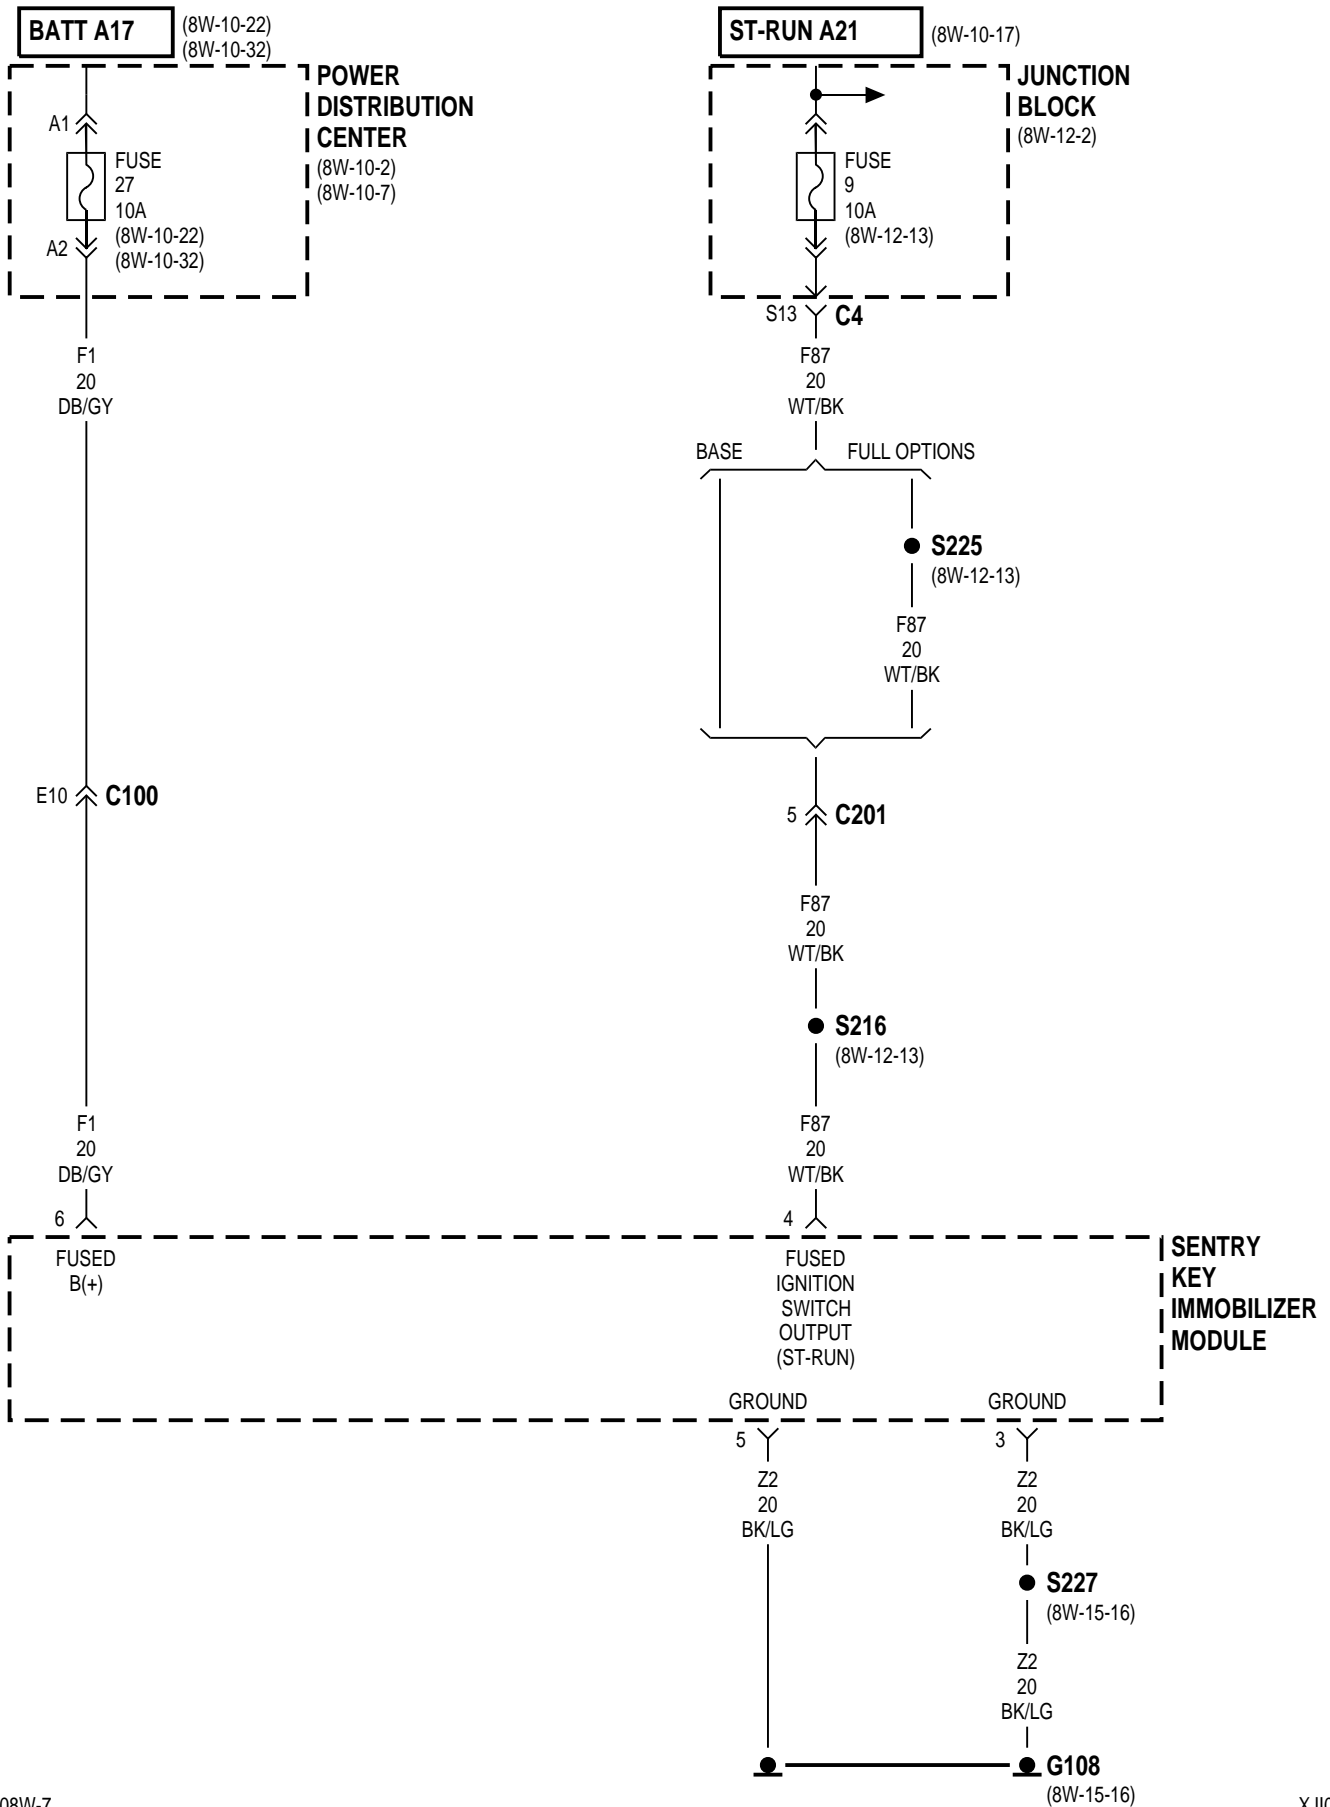 BATT A17
(8W-10-22)
(8W-10-32)
POWER
DISTRIBUTION
CENTER
(8W-10-2)
(8W-10-7)
A1
FUSE
27
10A
(8W-10-22)
(8W-10-32)
A2
F1
20
DB/GY
E10
C100
F1
20
DB/GY
6
FUSED
B(+)
ST-RUN A21
(8W-10-17)
JUNCTION
BLOCK
(8W-12-2)
FUSE
9
10A
(8W-12-13)
S13
C4
F87
20
WT/BK
BASE
FULL OPTIONS
S225
(8W-12-13)
F87
20
WT/BK
5
C201
F87
20
WT/BK
S216
(8W-12-13)
F87
20
WT/BK
4
FUSED
IGNITION
SWITCH
OUTPUT
(ST-RUN)
SENTRY
KEY
IMMOBILIZER
MODULE
GROUND
GROUND
5
3
Z2
20
BK/LG
Z2
20
BK/LG
S227
(8W-15-16)
Z2
20
BK/LG
G108
(8W-15-16)
08W-7